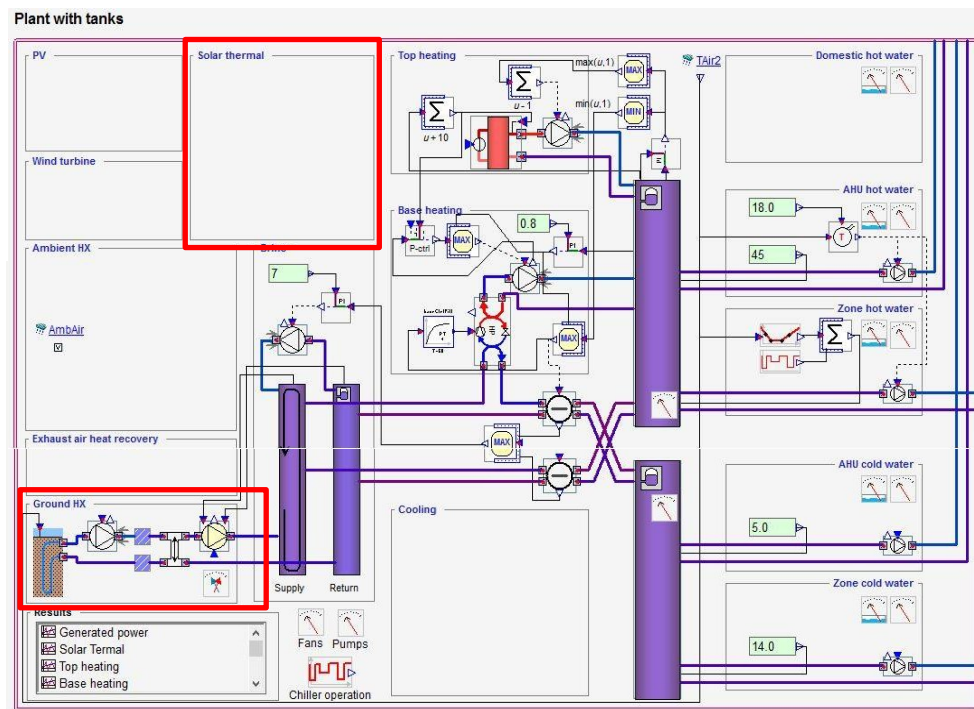 Plant with tanks
PV
Solar thermal
Top heating
TAir2
Domestic hot water
max(u,1)
MAX
Σ
u - 1
min(u,1)
MIN
Σ
u + 10
Wind turbine
AHU hot water
18.0
T
45
Base heating
0.8
PI
P-ctrl
MAX
Ambient HX
7
PI
HP
MAX
AmbAir
Zone hot water
Σ
MAX
Exhaust air heat recovery
AHU cold water
5.0
Ground HX
Cooling
Supply
Return
Zone cold water
14.0
Results
Generated power
Solar Termal
Top heating
Base heating
Fans
Pumps
Chiller operation